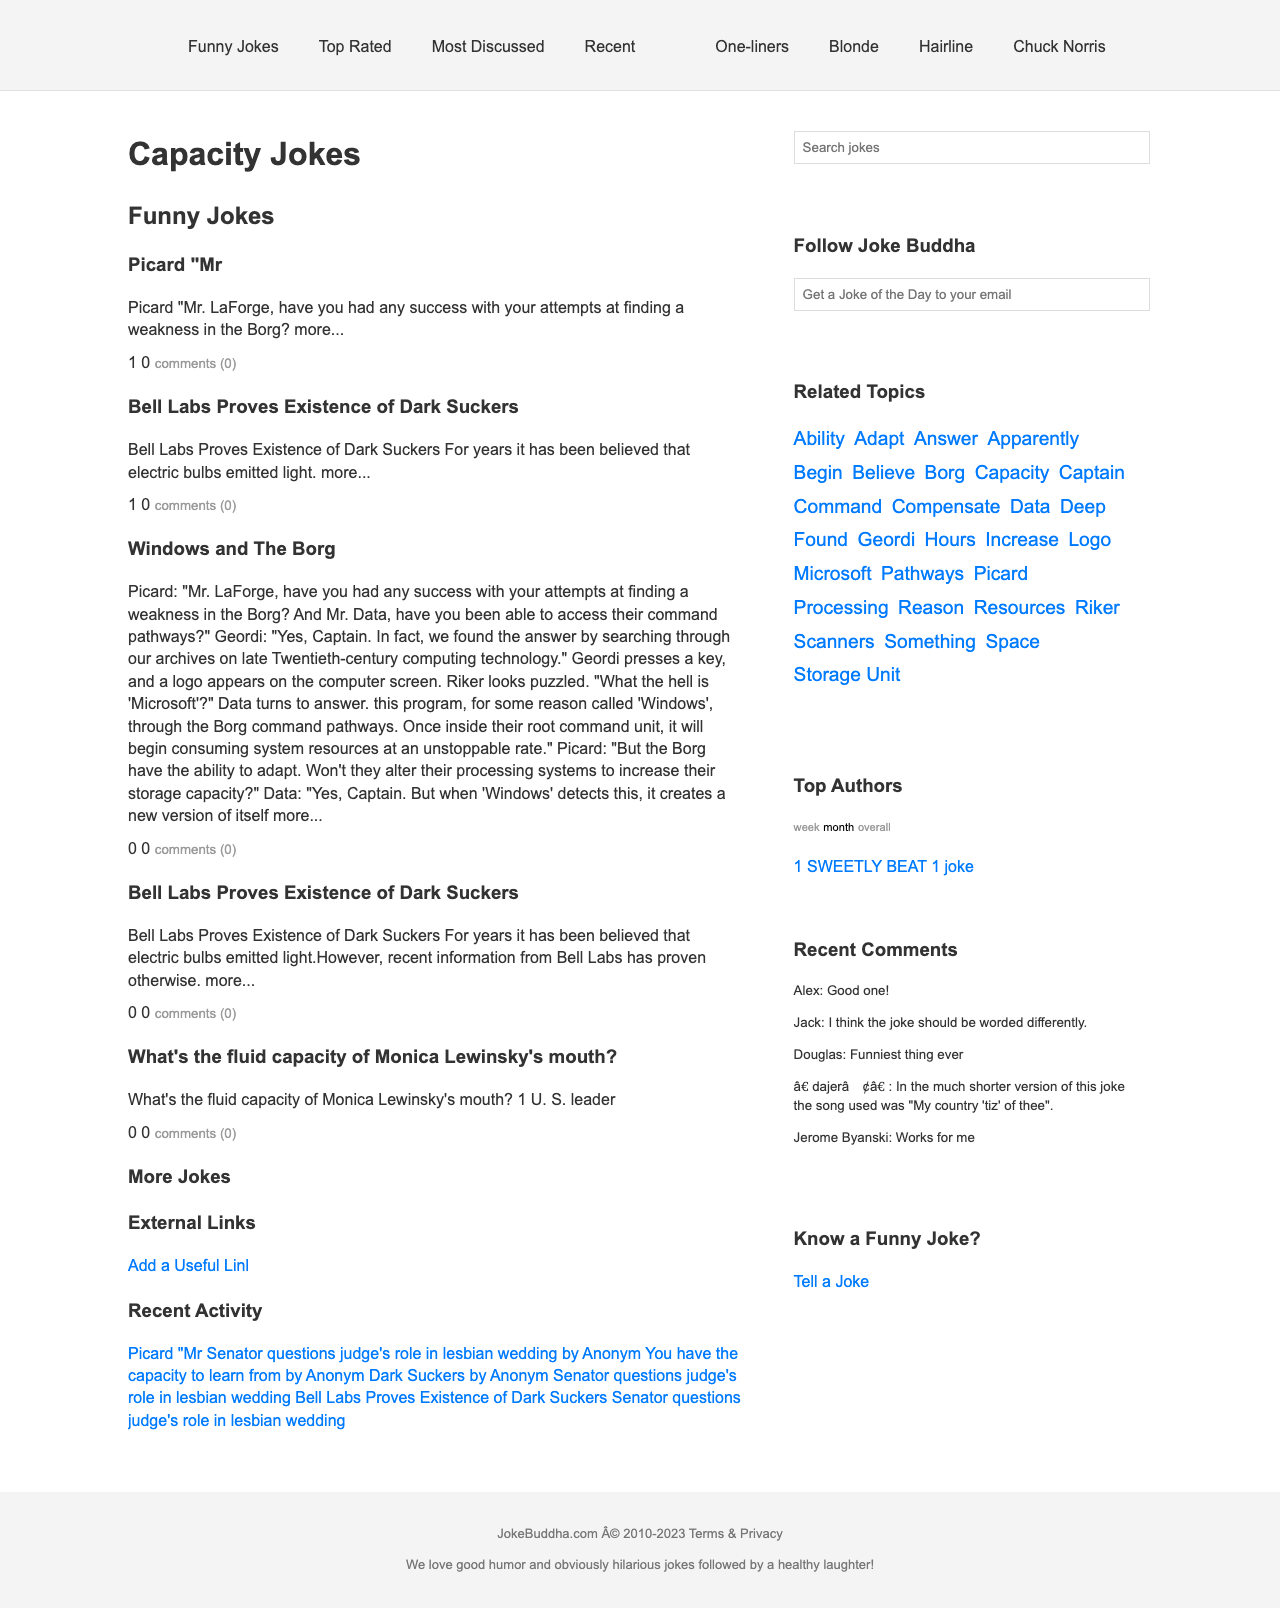 Funny Jokes Top Rated Most Discussed Recent One-liners Blonde Hairline Chuck Norris
Capacity Jokes
Funny Jokes
Picard "Mr
Picard "Mr. LaForge, have you had any success with your attempts at finding a
weakness in the Borg? more...
1 0 comments (0)
Bell Labs Proves Existence of Dark Suckers
Bell Labs Proves Existence of Dark Suckers For years it has been believed that
electric bulbs emitted light. more...
1 0 comments (0)
Windows and The Borg
Picard: "Mr. LaForge, have you had any success with your attempts at finding a
weakness in the Borg? And Mr. Data, have you been able to access their command
pathways?" Geordi: "Yes, Captain. In fact, we found the answer by searching through
our archives on late Twentieth-century computing technology." Geordi presses a key,
and a logo appears on the computer screen. Riker looks puzzled. "What the hell is
'Microsoft'?" Data turns to answer. this program, for some reason called 'Windows',
through the Borg command pathways. Once inside their root command unit, it will
begin consuming system resources at an unstoppable rate." Picard: "But the Borg
have the ability to adapt. Won't they alter their processing systems to increase their
storage capacity?" Data: "Yes, Captain. But when 'Windows' detects this, it creates a
new version of itself more...
0 0 comments (0)
Bell Labs Proves Existence of Dark Suckers
Bell Labs Proves Existence of Dark Suckers For years it has been believed that
electric bulbs emitted light.However, recent information from Bell Labs has proven
otherwise. more...
0 0 comments (0)
What's the fluid capacity of Monica Lewinsky's mouth?
What's the fluid capacity of Monica Lewinsky's mouth? 1 U. S. leader
0 0 comments (0)
More Jokes
External Links
Add a Useful Linl
Recent Activity
Picard "Mr Senator questions judge's role in lesbian wedding by Anonym You have the
capacity to learn from by Anonym Dark Suckers by Anonym Senator questions judge's
role in lesbian wedding Bell Labs Proves Existence of Dark Suckers Senator questions
judge's role in lesbian wedding
Search jokes
Follow Joke Buddha
Get a Joke of the Day to your email
Related Topics
Ability Adapt Answer Apparently
Begin Believe Borg Capacity Captain
Command Compensate Data Deep
Found Geordi Hours Increase Logo
Microsoft Pathways Picard
Processing Reason Resources Riker
Scanners Something Space
Storage Unit
Top Authors
week month overall
1 SWEETLY BEAT 1 joke
Recent Comments
Alex: Good one!
Jack: I think the joke should be worded differently.
Douglas: Funniest thing ever
â€ dajerâ ¢â€ : In the much shorter version of this joke
the song used was "My country 'tiz' of thee".
Jerome Byanski: Works for me
Know a Funny Joke?
Tell a Joke
JokeBuddha.com Â© 2010-2023 Terms & Privacy
We love good humor and obviously hilarious jokes followed by a healthy laughter!